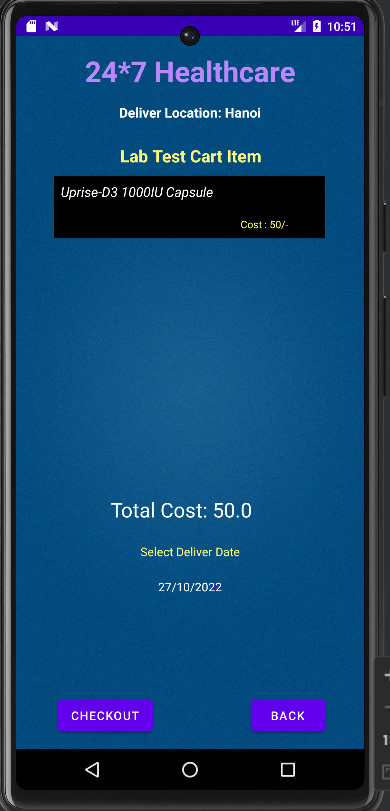 LTE 10:51
24*7 Healthcare
Deliver Location: Hanoi
Lab Test Cart Item
Uprise-D3 1000IU Capsule
Cost : 50/-
Total Cost: 50.0
Select Deliver Date
27/10/2022
CHECKOUT BACK